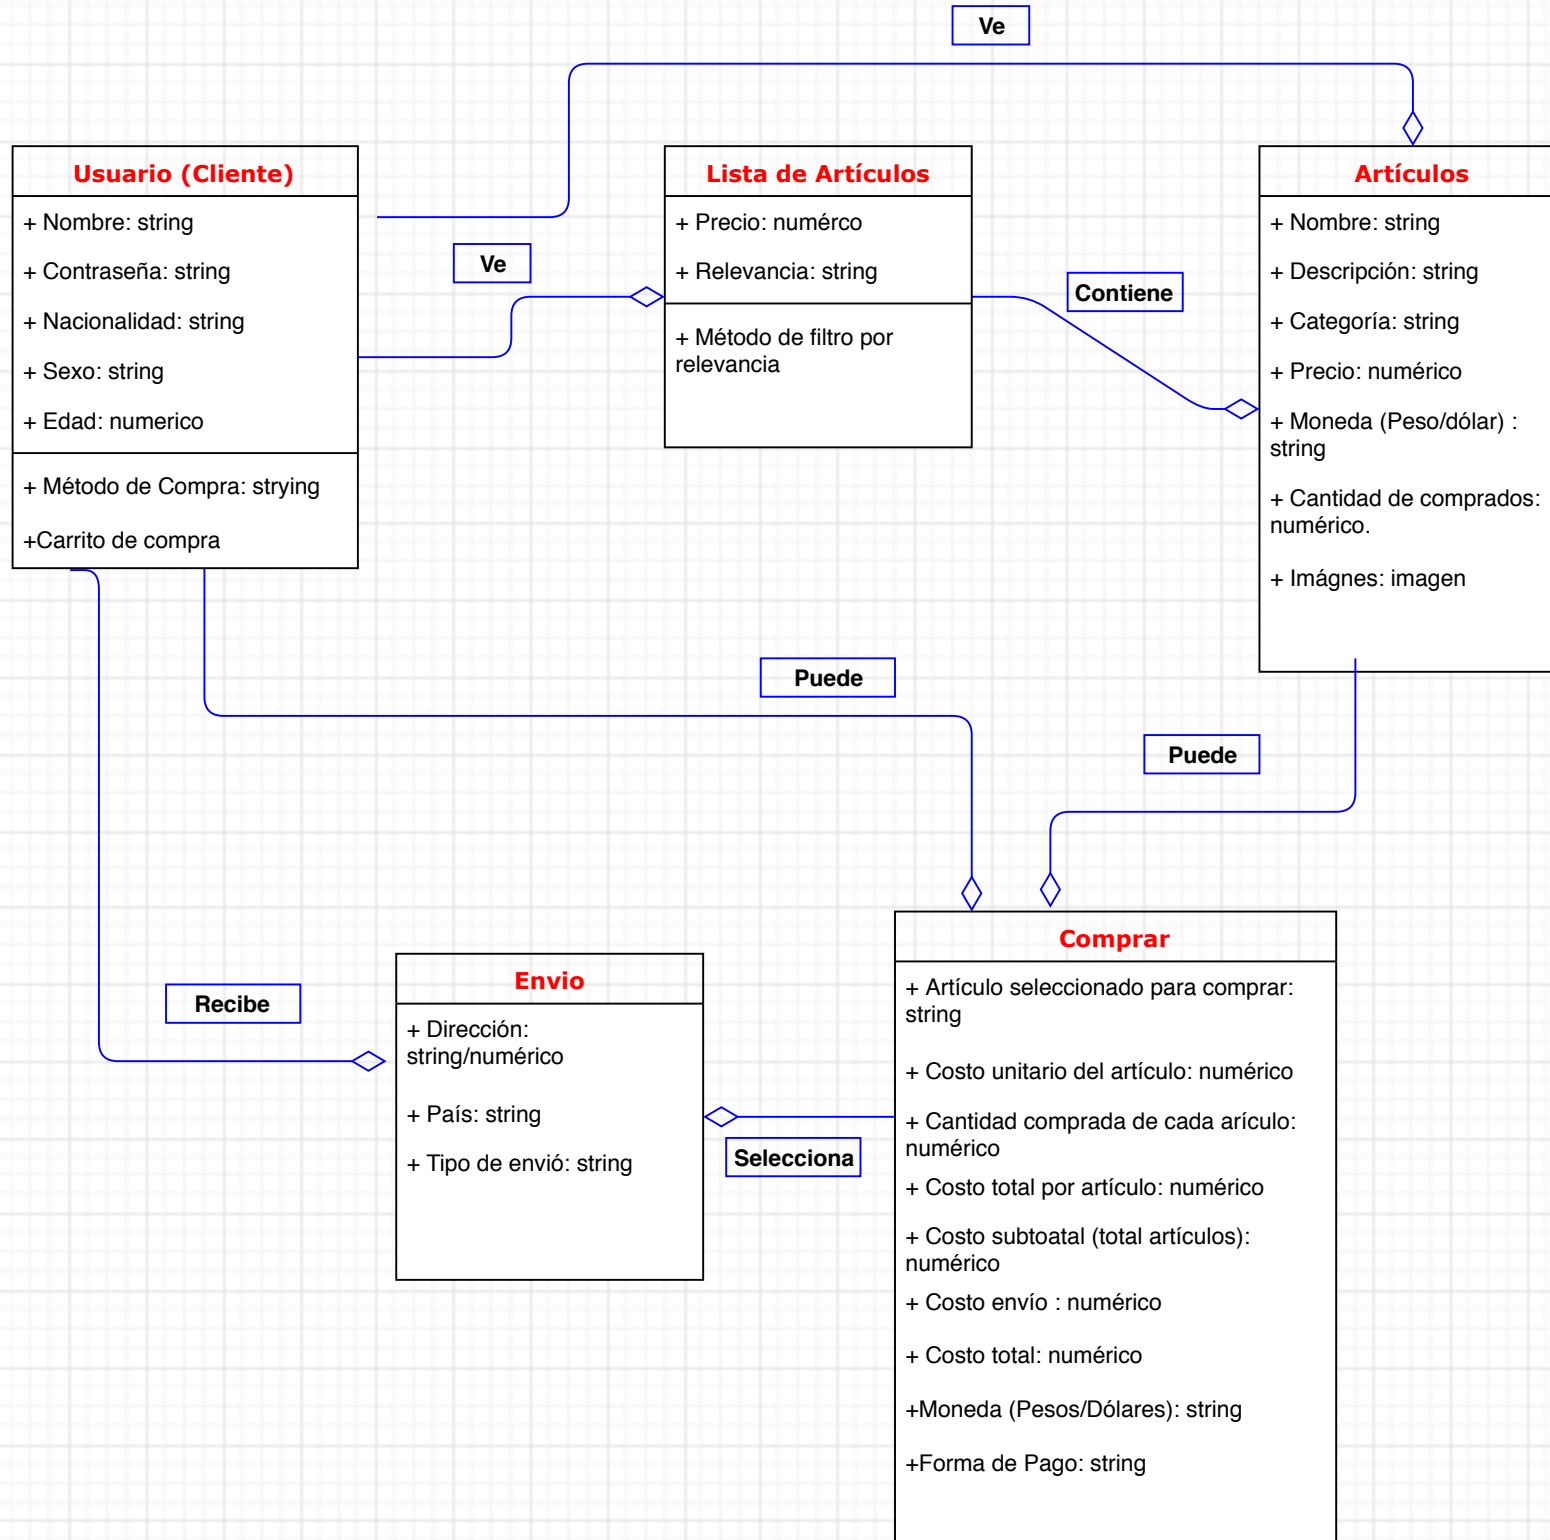 Ve
Usuario (Cliente)
+ Nombre: string
+ Contraseña: string
+ Nacionalidad: string
+ Sexo: string
+ Edad: numerico
+ Método de Compra: strying
+Carrito de compra
Ve
Lista de Artículos
+ Precio: numérco
+ Relevancia: string
+ Método de filtro por
relevancia
Contiene
Artículos
+ Nombre: string
+ Descripción: string
+ Categoría: string
+ Precio: numérico
+ Moneda (Peso/dólar) :
string
+ Cantidad de comprados:
numérico.
+ Imágnes: imagen
Puede
Puede
Recibe
Envio
+ Dirección:
string/numérico
+ País: string
+ Tipo de envió: string
Selecciona
Comprar
+ Artículo seleccionado para comprar:
string
+ Costo unitario del artículo: numérico
+ Cantidad comprada de cada arículo:
numérico
+ Costo total por artículo: numérico
+ Costo subtoatal (total artículos):
numérico
+ Costo envío : numérico
+ Costo total: numérico
+Moneda (Pesos/Dólares): string
+Forma de Pago: string